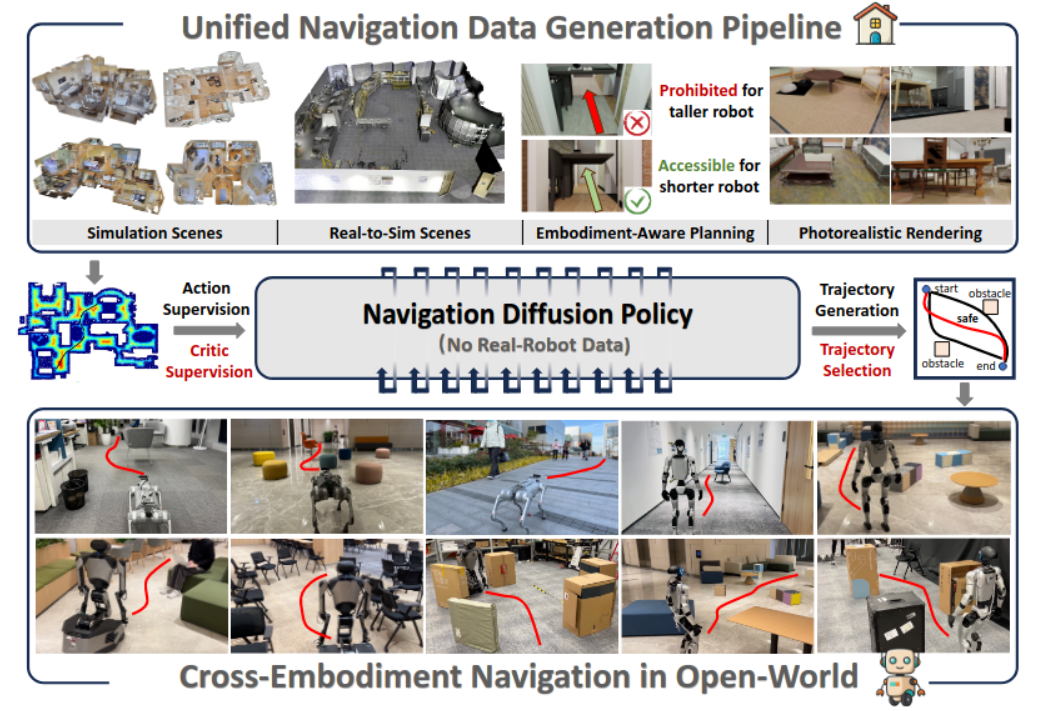 Unified Navigation Data Generation Pipeline
Prohibited for
taller robot
Accessible for
shorter robot
Simulation Scenes
Real-to-Sim Scenes
Embodiment-Aware Planning
Photorealistic Rendering
Action
Supervision
Critic
Supervision
Navigation Diffusion Policy
(No Real-Robot Data)
Trajectory
Generation
Trajectory
Selection
start
obstacle
safe
obstacle
end
Cross-Embodiment Navigation in Open-World